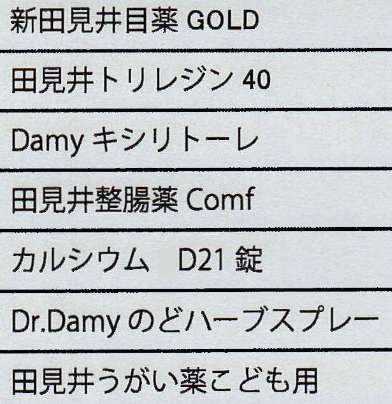 新田見井目薬 GOLD
田見井トリレジン 40
Damy キシリトーレ
田見井整腸薬 Comf
カルシウム　D21 錠
Dr.Damy のどハーブスプレー
田見井うがい薬こども用